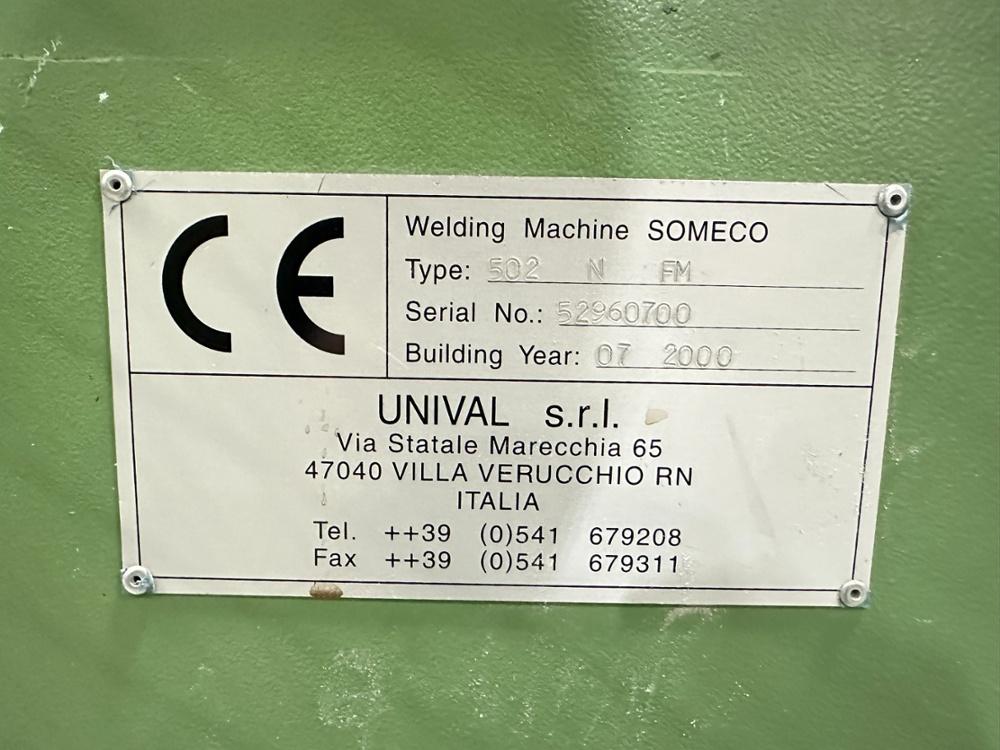 CE
Welding Machine SOMECO
Type: 502 N FM
Serial No.: 52960700
Building Year: 07 2000
UNIVAL s.r.l.
Via Statale Marecchia 65
47040 VILLA VERUCCHIO RN
ITALIA
Tel. ++39 (0)541 679208
Fax ++39 (0)541 679311